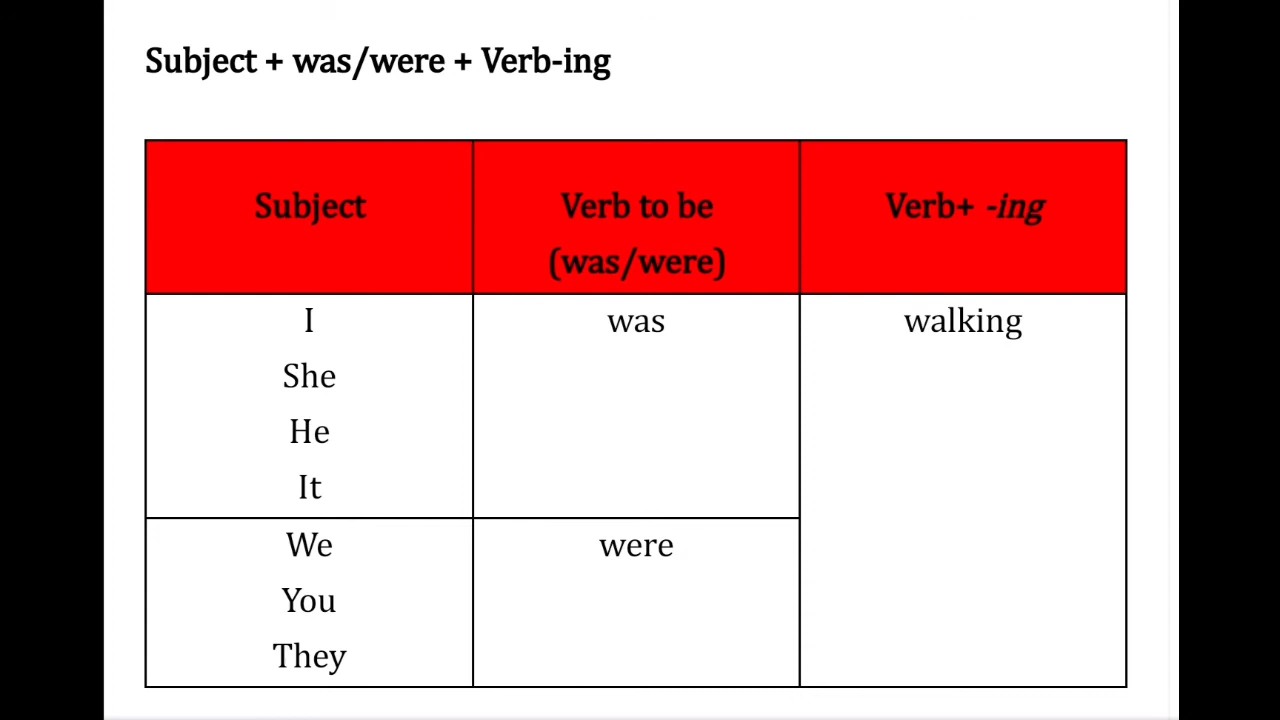 Subject + was/were + Verb-ing
Subject
Verb to be
(was/were)
Verb+ -ing
I
She
He
It
was
walking
We
You
They
were